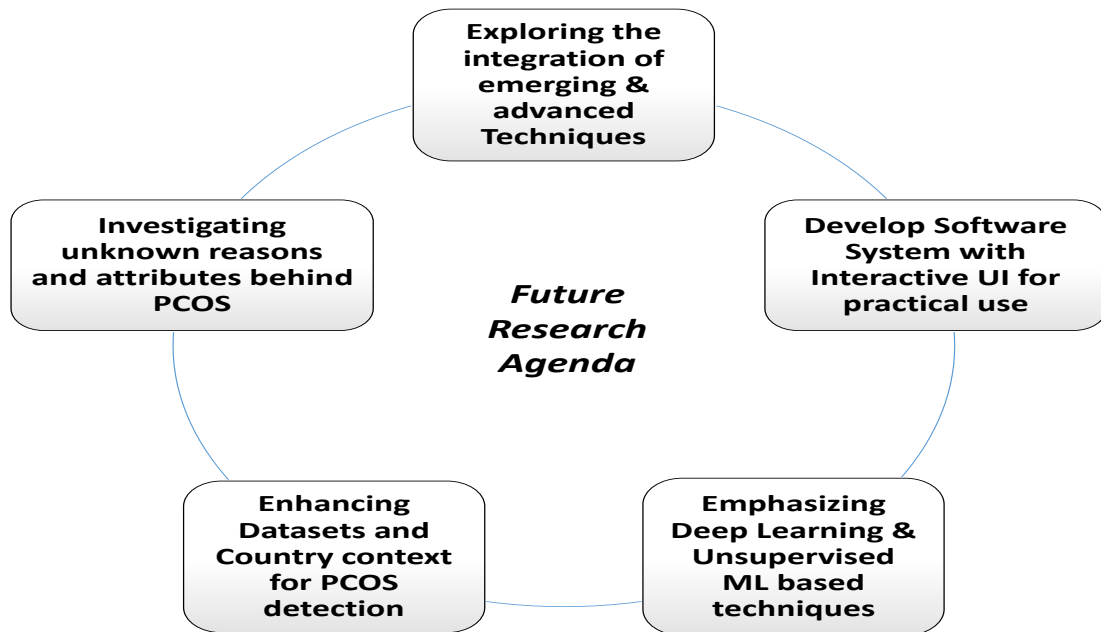 Exploring the
integration of
emerging &
advanced
Techniques
Investigating
unknown reasons
and attributes behind
PCOS
Develop Software
System with
Interactive UI for
practical use
Future
Research
Agenda
Enhancing
Datasets and
Country context
for PCOS
detection
Emphasizing
Deep Learning &
Unsupervised
ML based
techniques